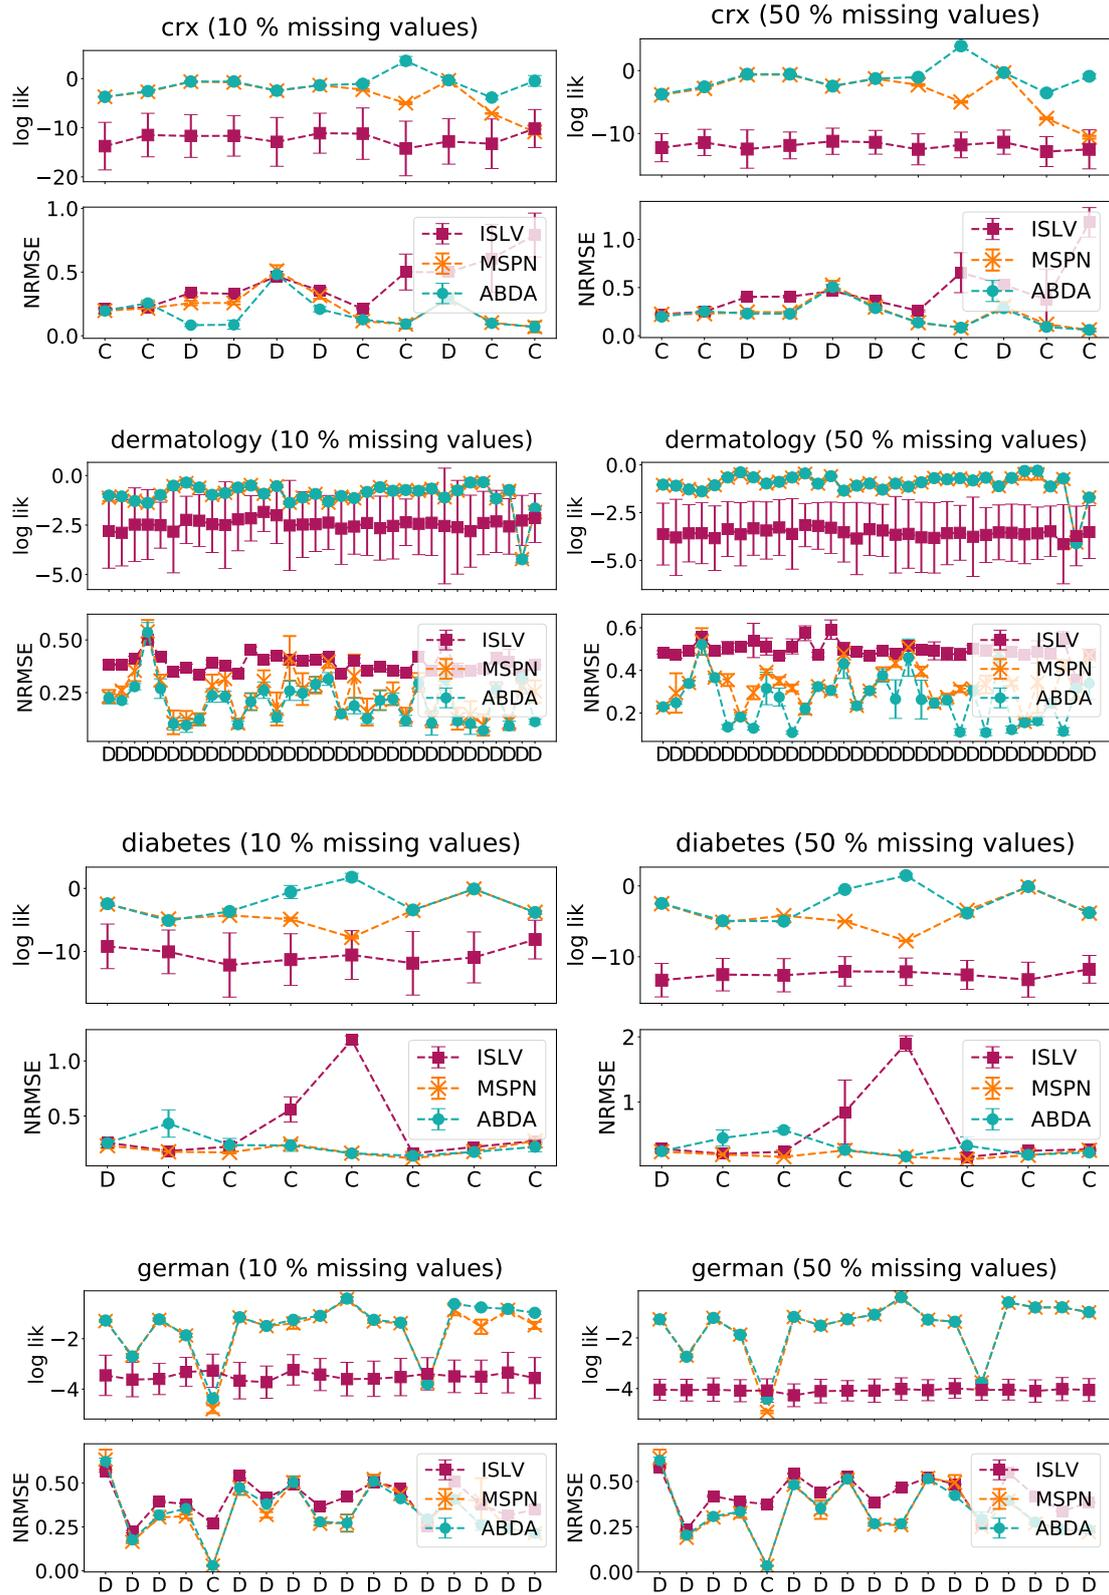 crx (10 % missing values)
crx (50 % missing values)
log lik
0
−10
−20
log lik
0
−10
NRMSE
1.0
0.5
0.0
ISLV
MSPN
ABDA
C C D D D D C C D C C
NRMSE
1.0
0.5
0.0
ISLV
MSPN
ABDA
C C D D D D C C D C C
dermatology (10 % missing values)
dermatology (50 % missing values)
log lik
0.0
−2.5
−5.0
log lik
0.0
−2.5
−5.0
NRMSE
0.50
0.25
ISLV
MSPN
ABDA
DDDDDDDDDDDDDDDDDDDDDDDDDDDDDDDDDD
NRMSE
0.6
0.4
0.2
ISLV
MSPN
ABDA
DDDDDDDDDDDDDDDDDDDDDDDDDDDDDDDDDD
diabetes (10 % missing values)
diabetes (50 % missing values)
log lik
0
−10
log lik
0
−10
NRMSE
1.0
0.5
ISLV
MSPN
ABDA
D C C C C C C C
NRMSE
2
1
ISLV
MSPN
ABDA
D C C C C C C C
german (10 % missing values)
german (50 % missing values)
log lik
−2
−4
log lik
−2
−4
NRMSE
0.50
0.25
0.00
ISLV
MSPN
ABDA
D D D D C D D D D D D D D D D D D
NRMSE
0.50
0.25
0.00
ISLV
MSPN
ABDA
D D D D C D D D D D D D D D D D D